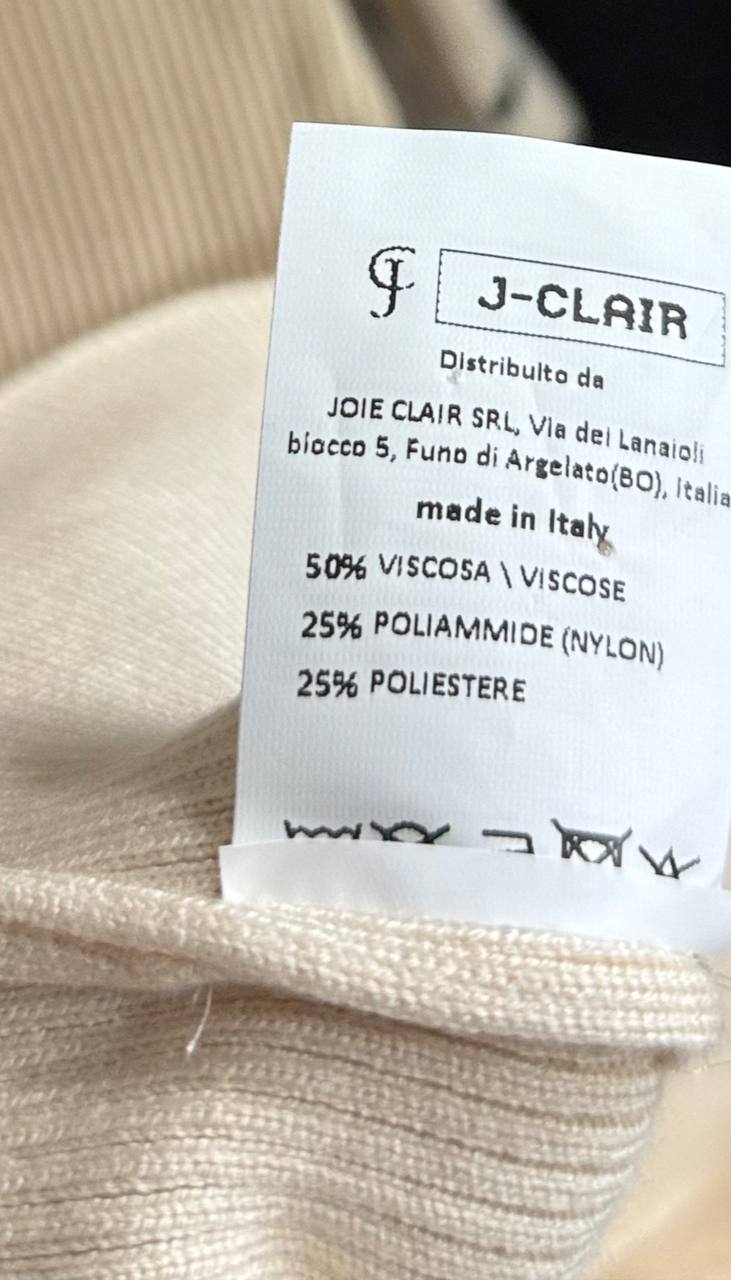 J-CLAIR
Distribuito da
JOIE CLAIR SRL, Via dei Lanaioli
blocco 5, Funo di Argelato(BO), Italia
made in Italy
50% VISCOSA \ VISCOSE
25% POLIAMMIDE (NYLON)
25% POLIESTERE